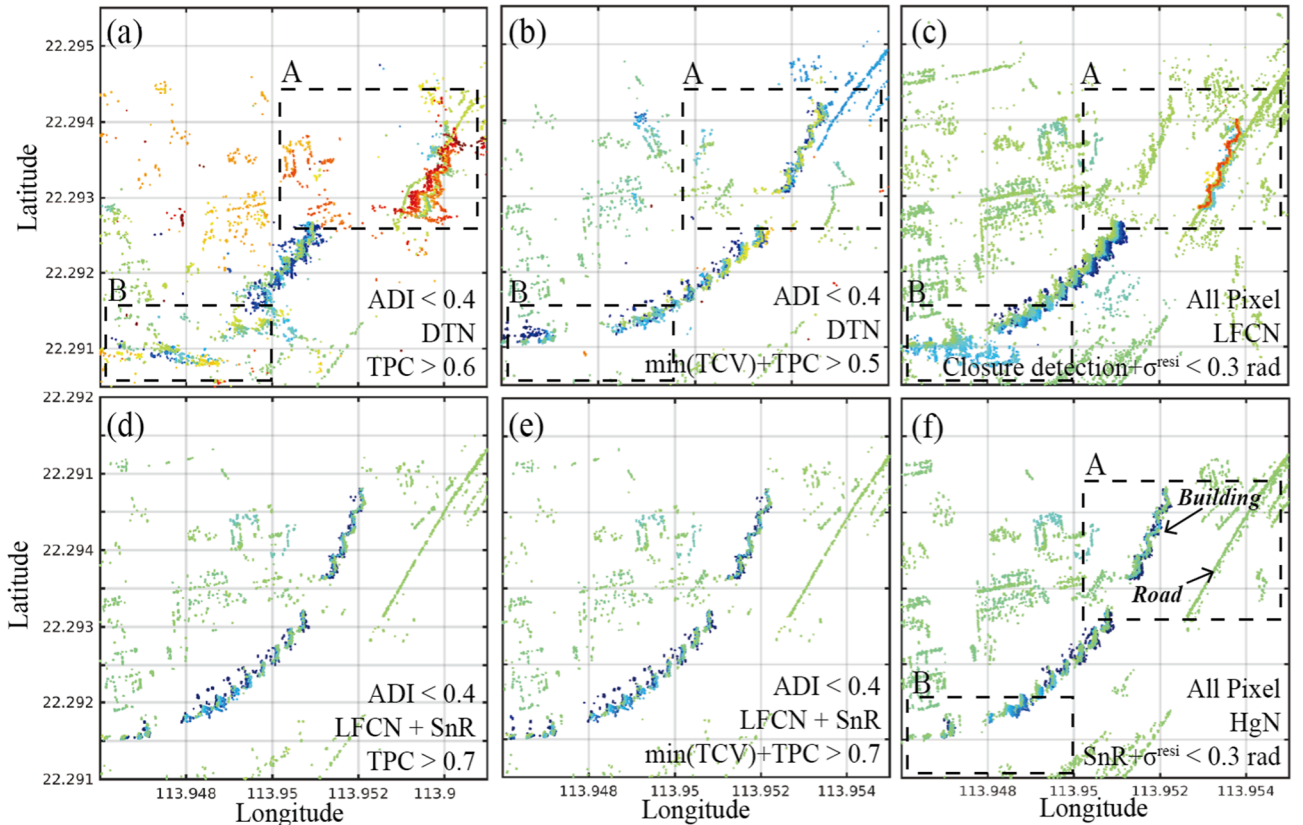 (a)
(b)
(c)
22.295
22.294
22.293
22.292
22.291
Latitude
A
B
ADI < 0.4
DTN
TPC > 0.6
A
B
ADI < 0.4
DTN
min(TCV)+TPC > 0.5
A
B
All Pixel
LFCN
Closure detection+σ^resi < 0.3 rad
(d)
(e)
(f)
22.292
22.291
22.294
22.293
22.292
22.291
Latitude
ADI < 0.4
LFCN + SnR
TPC > 0.7
ADI < 0.4
LFCN + SnR
min(TCV)+TPC > 0.7
A
Building
Road
B
All Pixel
HgN
SnR+σ^resi < 0.3 rad
113.948 113.95 113.952 113.9
113.948 113.95 113.952 113.954
113.948 113.95 113.952 113.954
Longitude
Longitude
Longitude